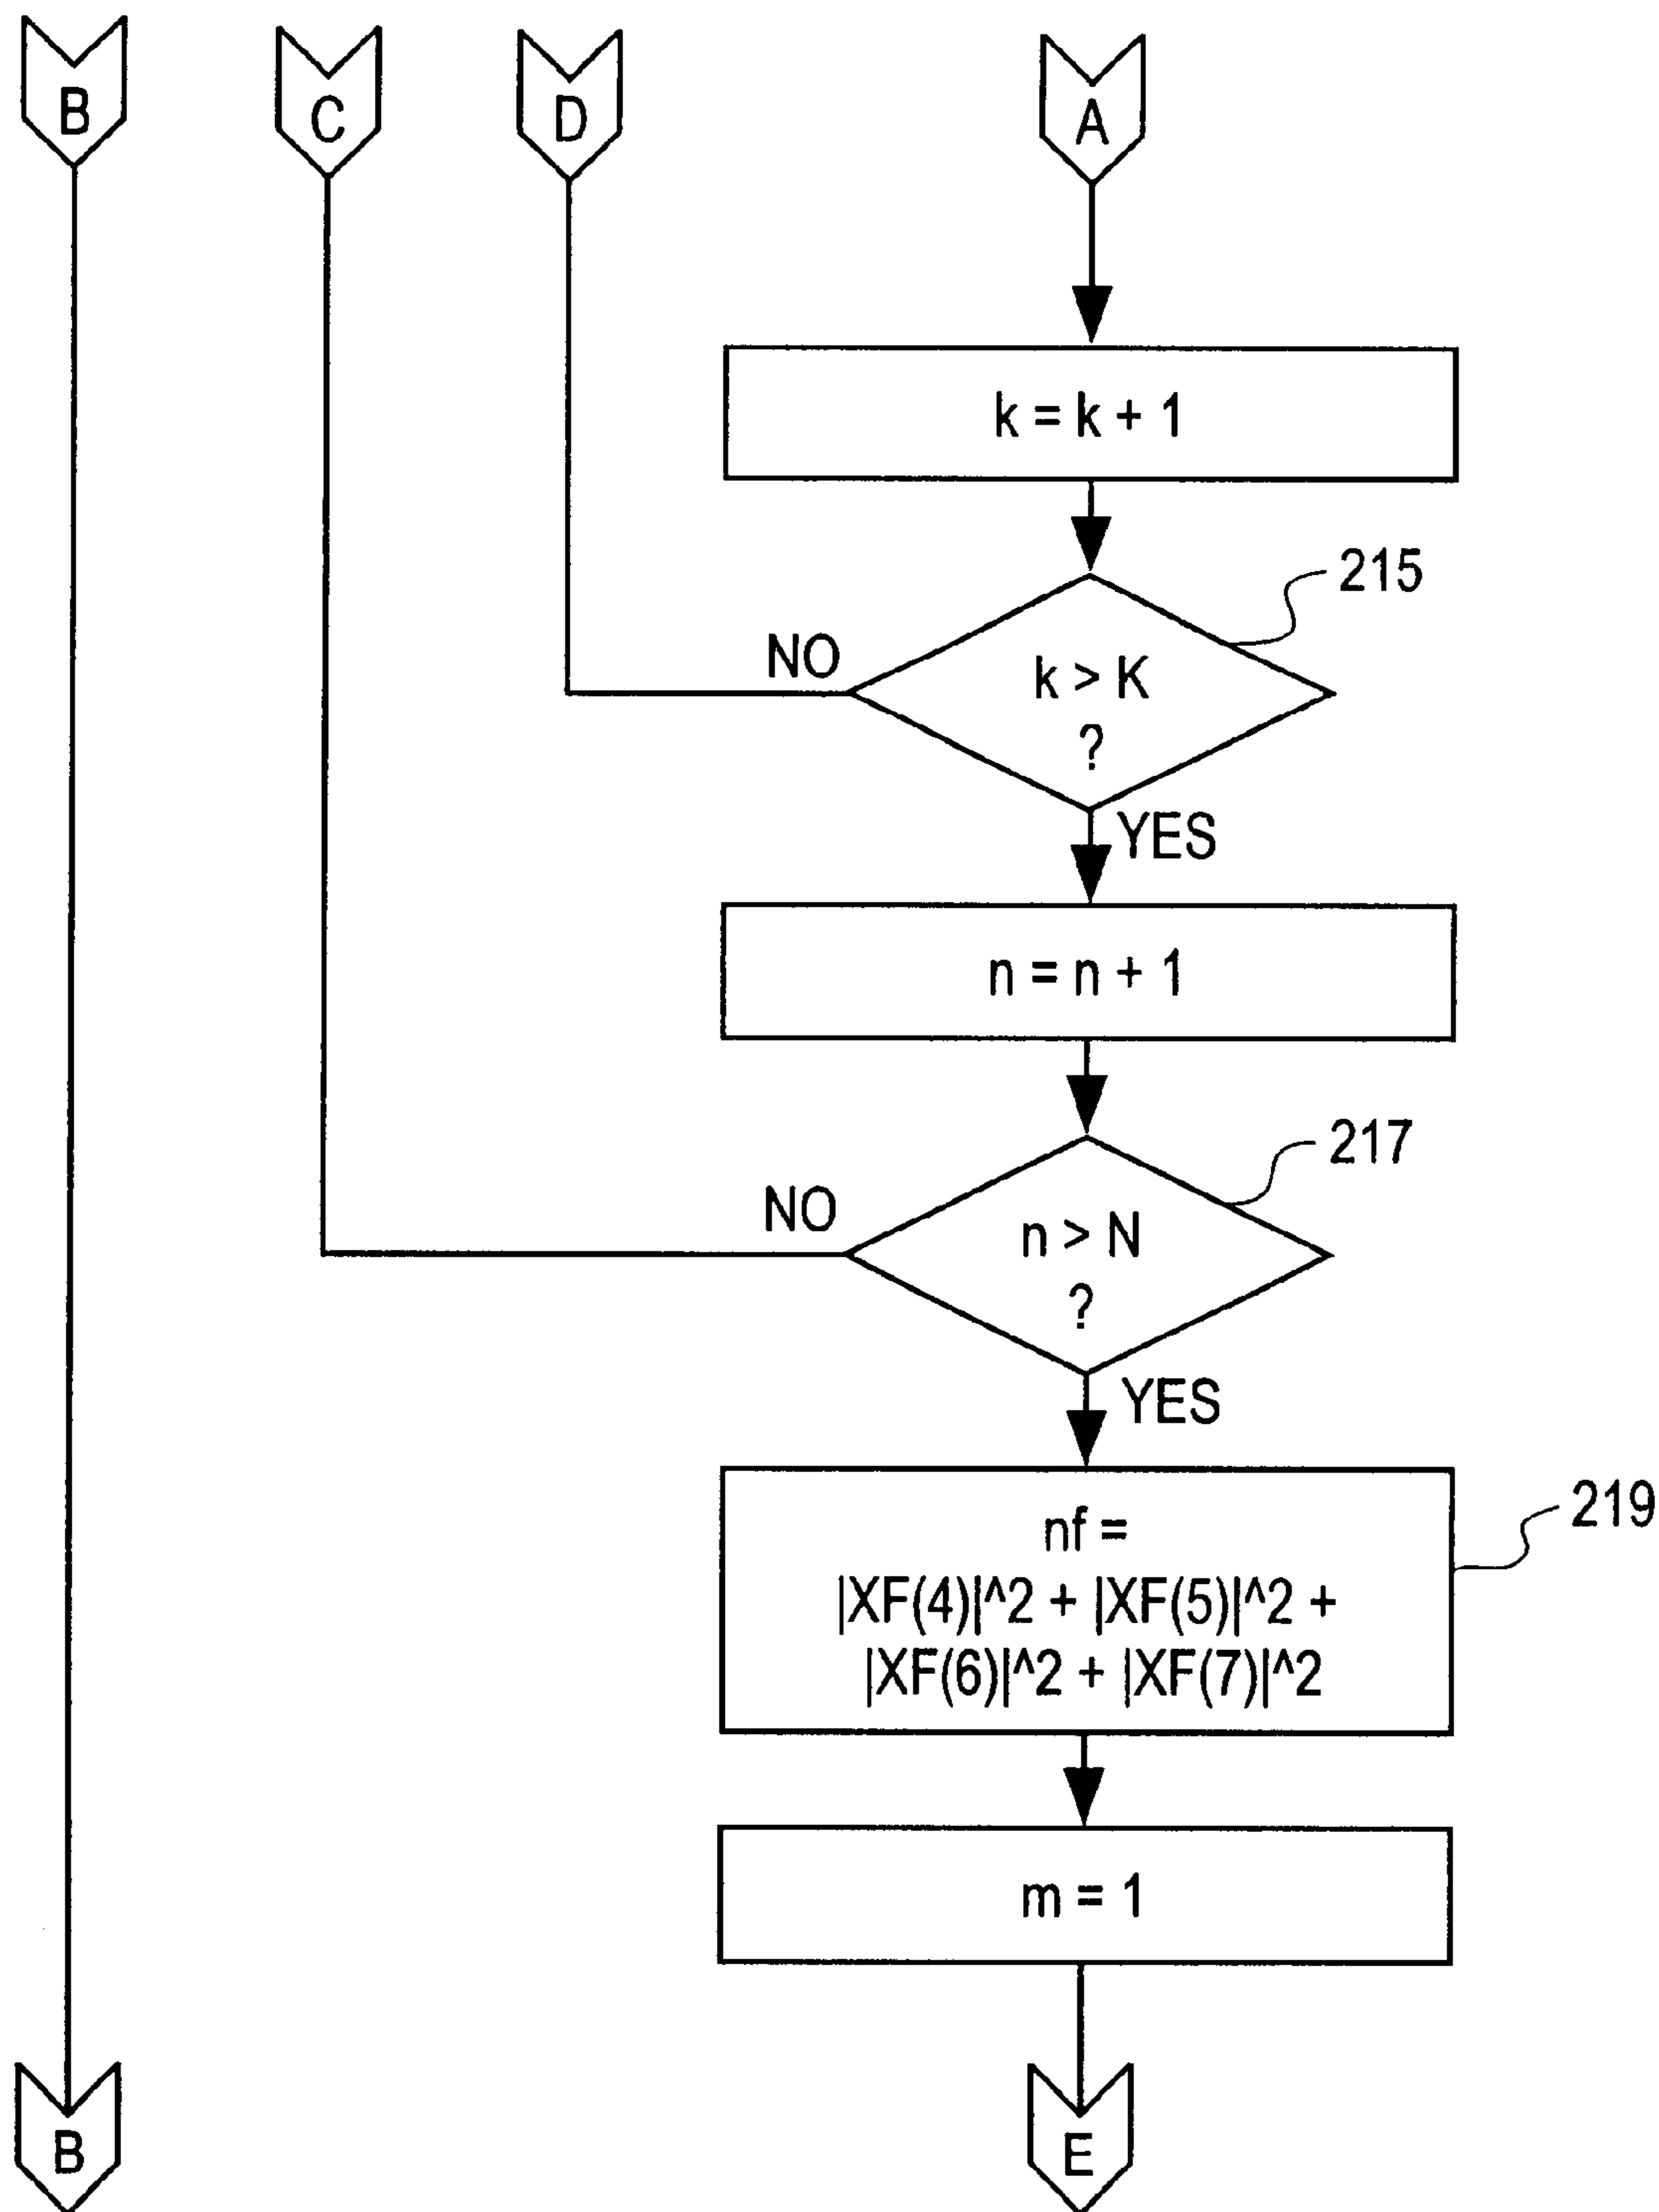 B
C
D
A
k = k + 1
215
NO
k > K
?
YES
n = n + 1
217
NO
n > N
?
YES
219
nf =
|XF(4)|^2 + |XF(5)|^2 +
|XF(6)|^2 + |XF(7)|^2
m = 1
B
E